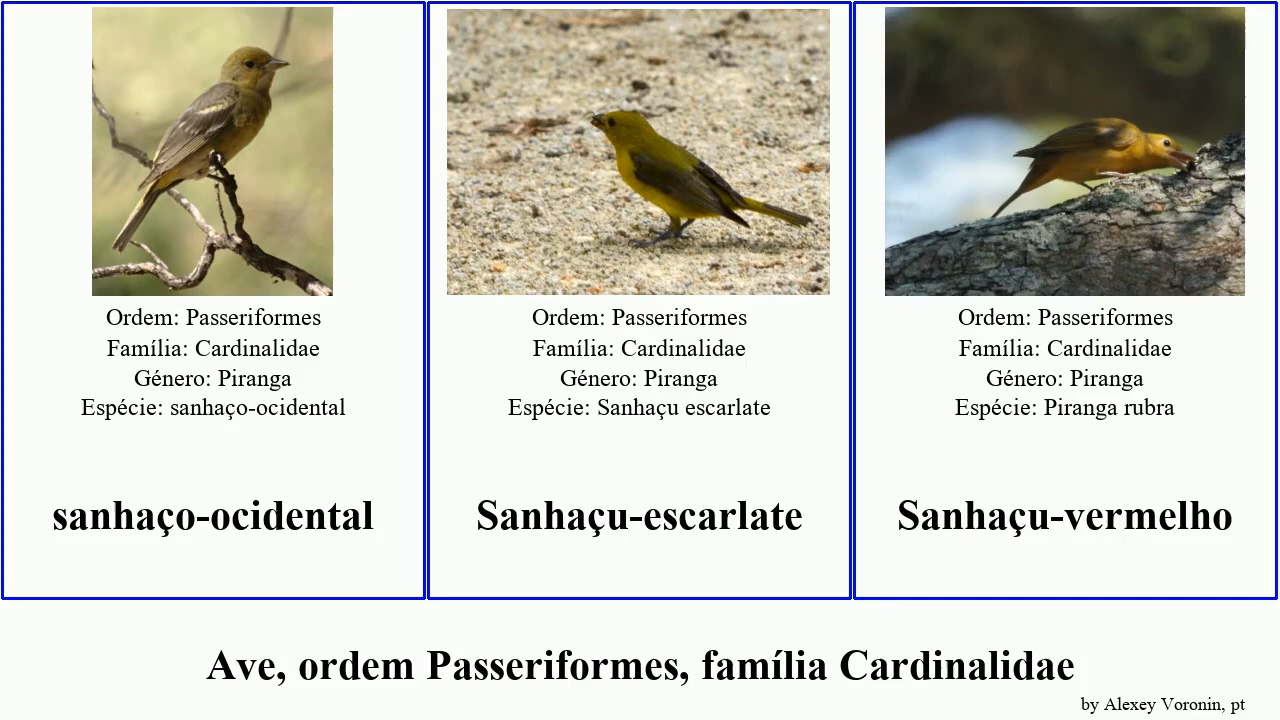 Ordem: Passeriformes
Família: Cardinalidae
Género: Piranga
Espécie: sanhaço-ocidental
sanhaço-ocidental
Ordem: Passeriformes
Família: Cardinalidae
Género: Piranga
Espécie: Sanhaçu escarlate
Sanhaçu-escarlate
Ordem: Passeriformes
Família: Cardinalidae
Género: Piranga
Espécie: Piranga rubra
Sanhaçu-vermelho
Ave, ordem Passeriformes, família Cardinalidae
by Alexey Voronin, pt